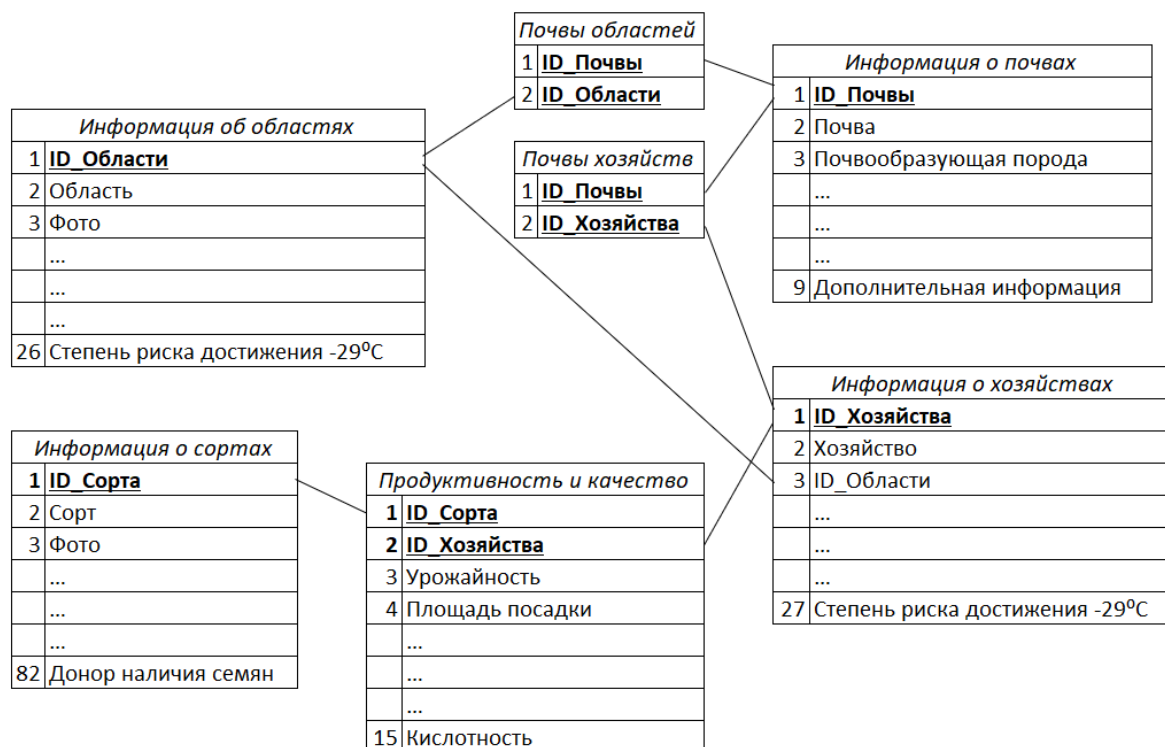 Почвы областей
1 ID_Почвы
2 ID_Области
Информация о почвах
1 ID_Почвы
2 Почва
3 Почвообразующая порода
...
...
...
9 Дополнительная информация
Информация об областях
1 ID_Области
2 Область
3 Фото
...
...
...
26 Степень риска достижения -29⁰С
Почвы хозяйств
1 ID_Почвы
2 ID_Хозяйства
Информация о хозяйствах
1 ID_Хозяйства
2 Хозяйство
3 ID_Области
...
...
...
27 Степень риска достижения -29⁰С
Информация о сортах
1 ID_Сорта
2 Сорт
3 Фото
...
...
...
82 Донор наличия семян
Продуктивность и качество
1 ID_Сорта
2 ID_Хозяйства
3 Урожайность
4 Площадь посадки
...
...
...
15 Кислотность